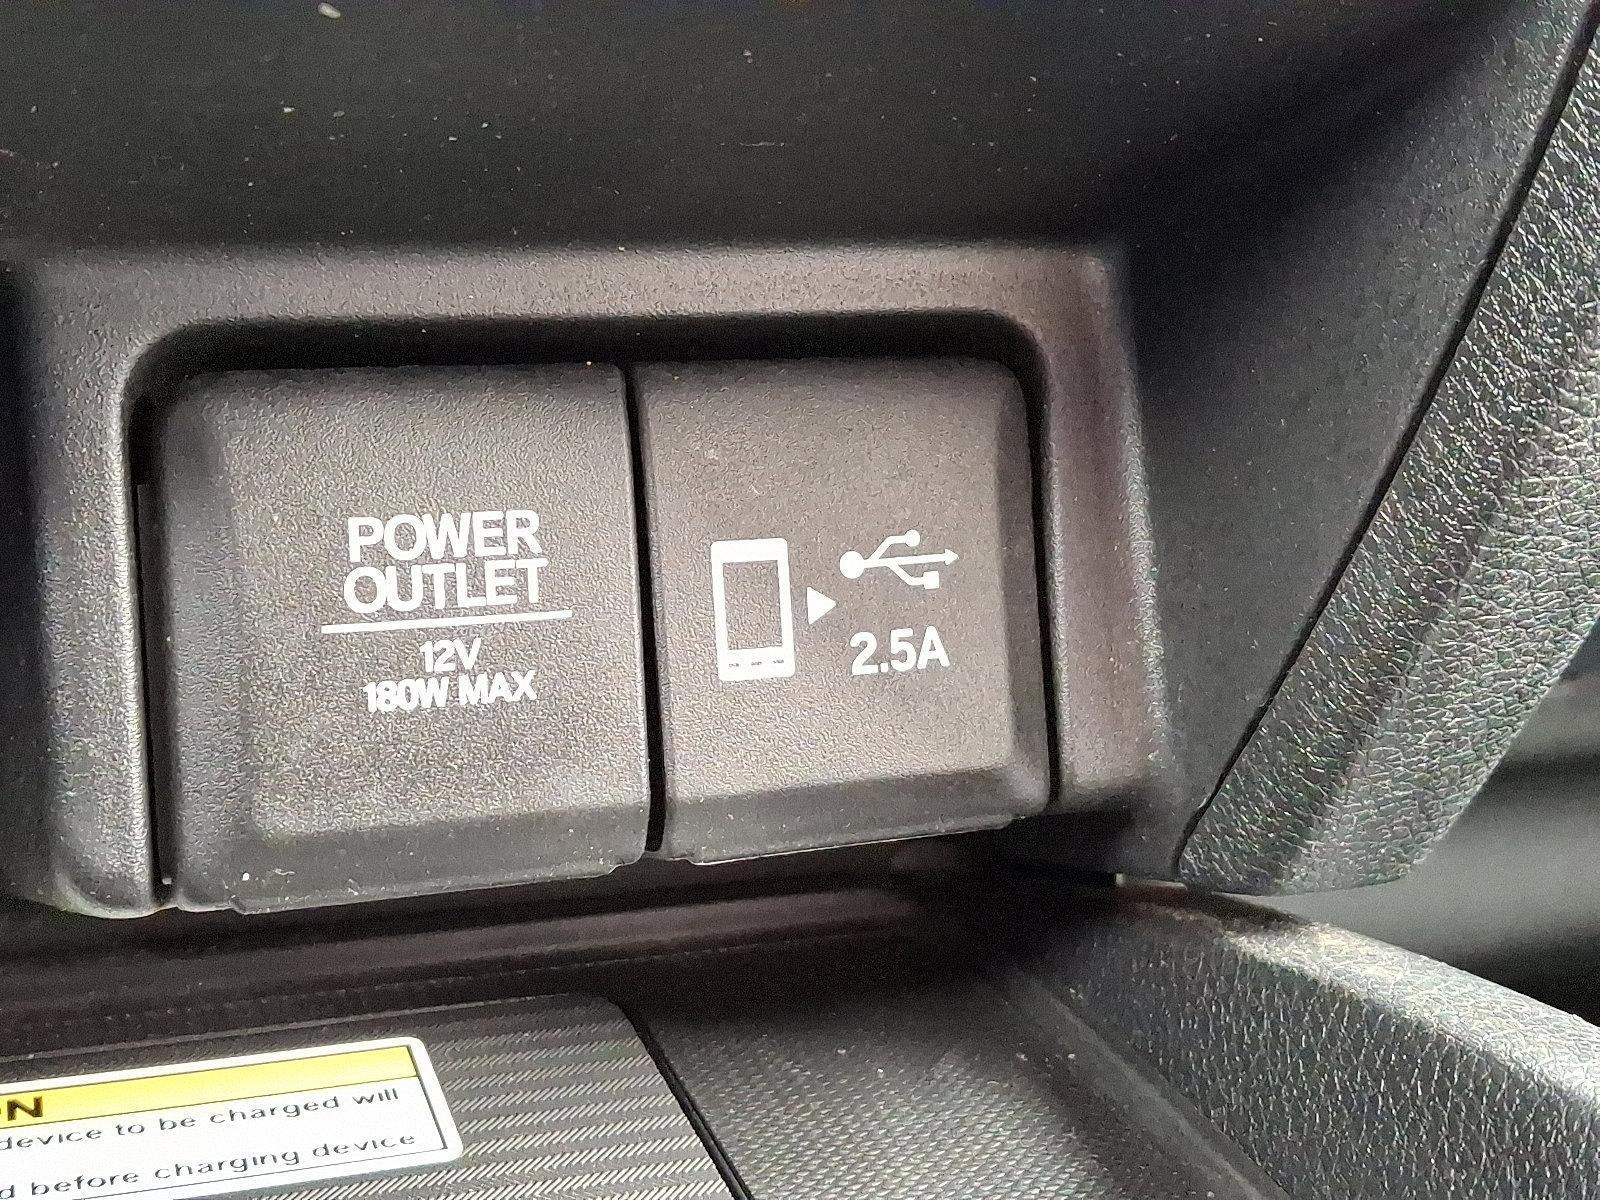 POWER
OUTLET
12V
180W MAX
2.5A
device to be charged will
before charging device